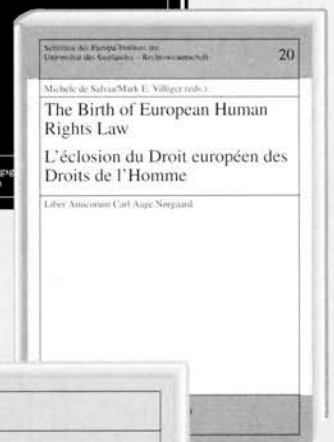 Schriften des Europa-Instituts der
Universität des Saarlandes – Rechtswissenschaft
20
Michele de Salvia/Mark E. Villiger (eds.)
The Birth of European Human
Rights Law
L'éclosion du Droit européen des
Droits de l'Homme
Liber Amicorum Carl Aage Nørgaard